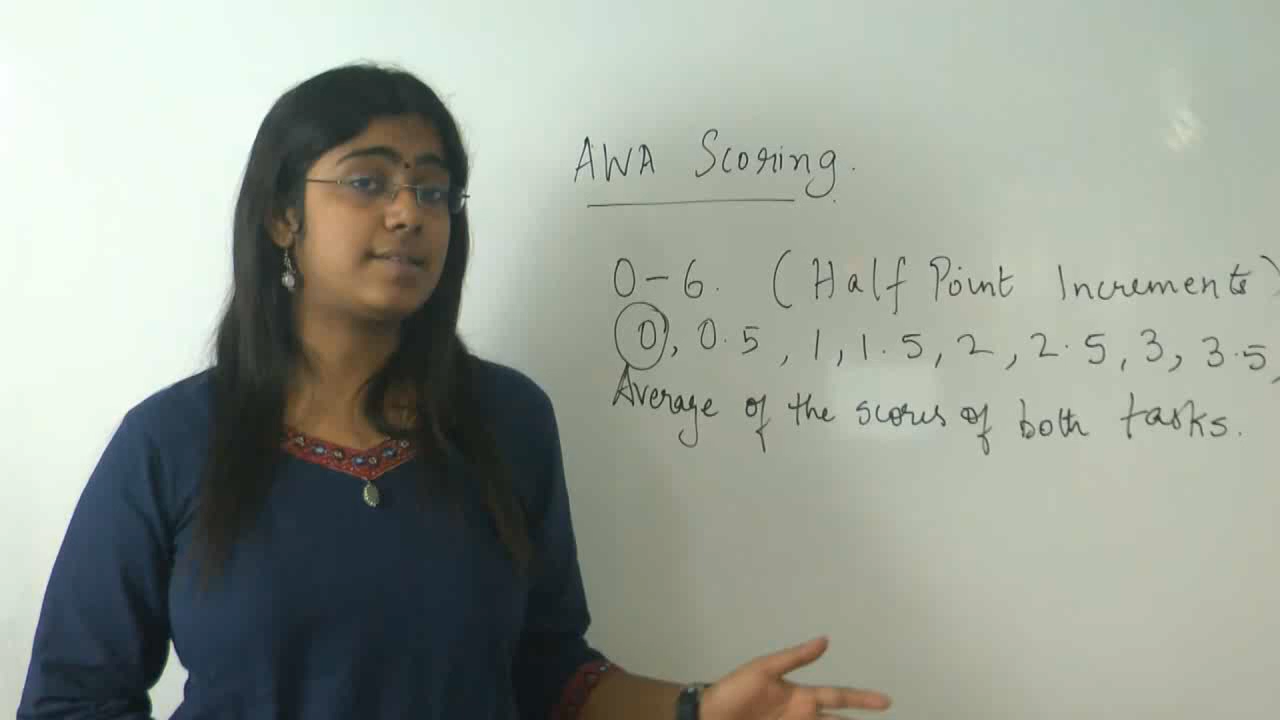 AWA Scoring.
0-6. (Half Point Increments)
0, 0.5, 1, 1.5, 2, 2.5, 3, 3.5,
Average of the scores of both tasks.